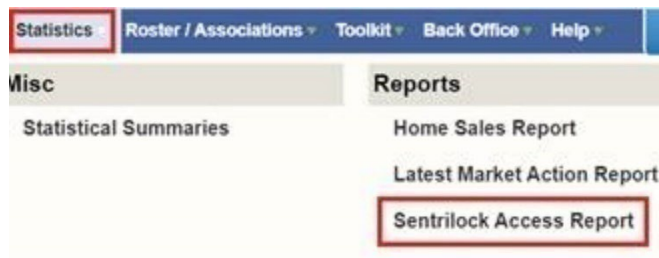 Statistics Roster / Associations Toolkit Back Office Help
Misc Reports
Statistical Summaries Home Sales Report
Latest Market Action Report
Sentrilock Access Report